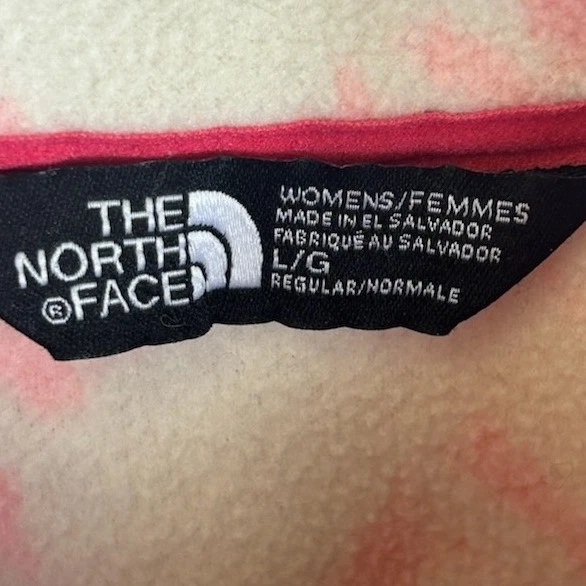 THE
NORTH
®FACE
WOMENS/FEMMES
MADE IN EL SALVADOR
FABRIQUÉ AU SALVADOR
L/G
REGULAR/NORMALE